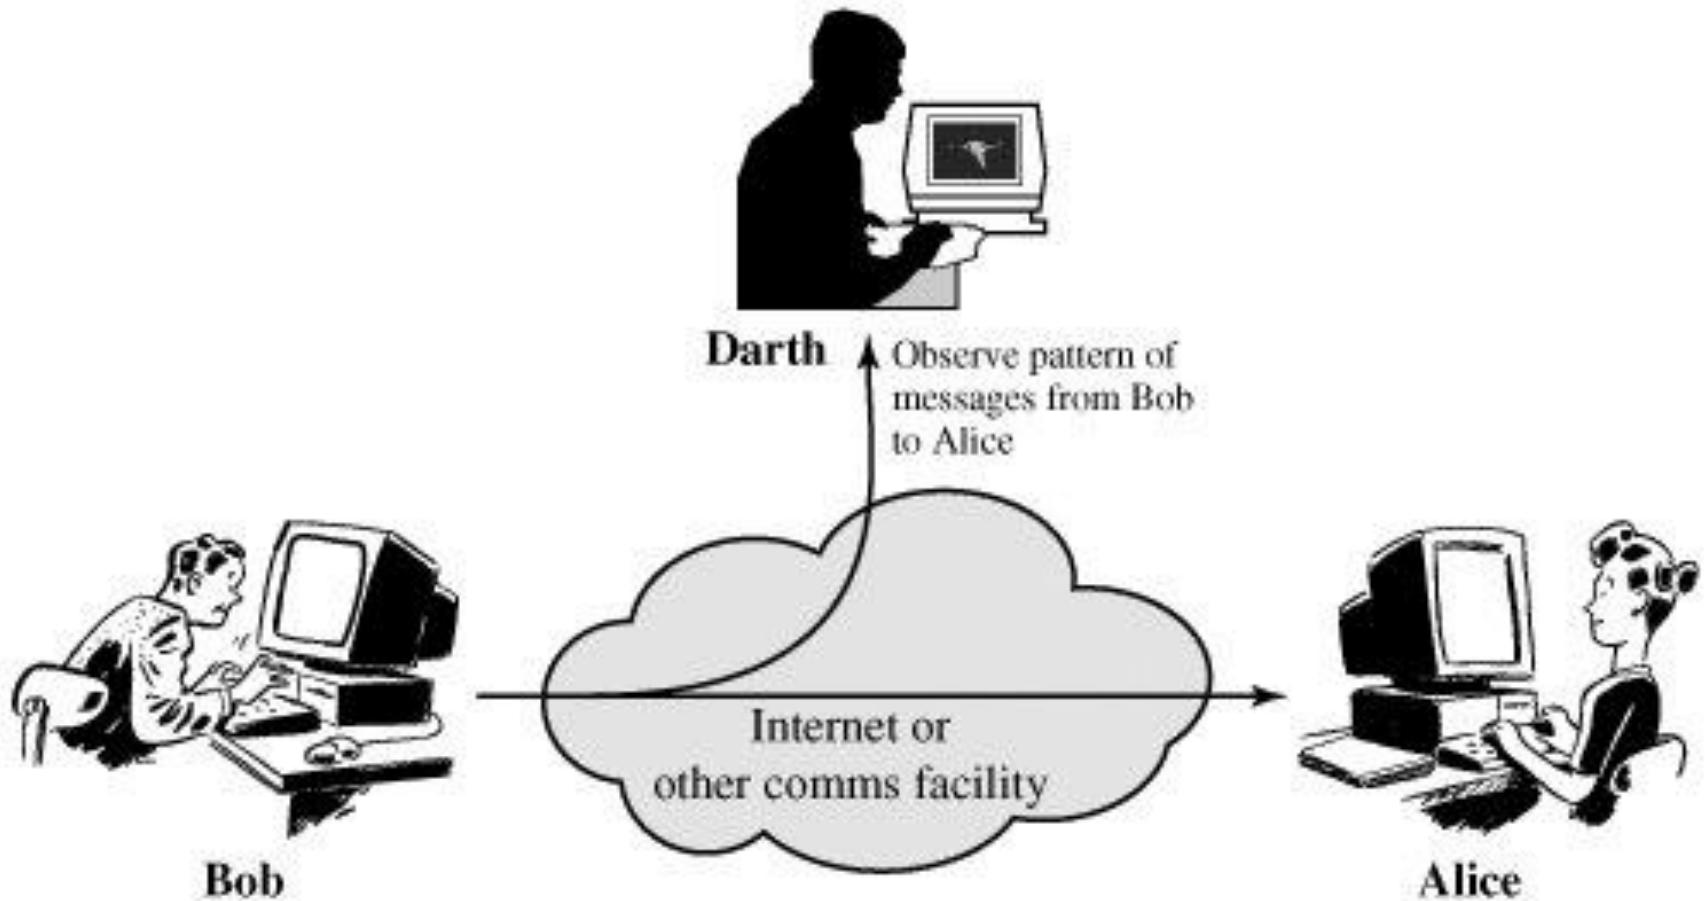 Darth
Observe pattern of
messages from Bob
to Alice
Internet or
other comms facility
Bob
Alice